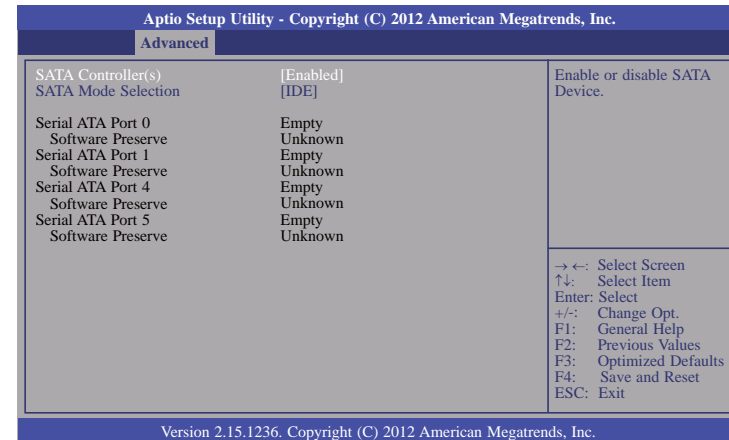 Aptio Setup Utility - Copyright (C) 2012 American Megatrends, Inc.
Advanced
SATA Controller(s) [Enabled]
SATA Mode Selection [IDE]
Serial ATA Port 0 Empty
Software Preserve Unknown
Serial ATA Port 1 Empty
Software Preserve Unknown
Serial ATA Port 4 Empty
Software Preserve Unknown
Serial ATA Port 5 Empty
Software Preserve Unknown
Enable or disable SATA
Device.
→ ←: Select Screen
↑↓: Select Item
Enter: Select
+/-: Change Opt.
F1: General Help
F2: Previous Values
F3: Optimized Defaults
F4: Save and Reset
ESC: Exit
Version 2.15.1236. Copyright (C) 2012 American Megatrends, Inc.